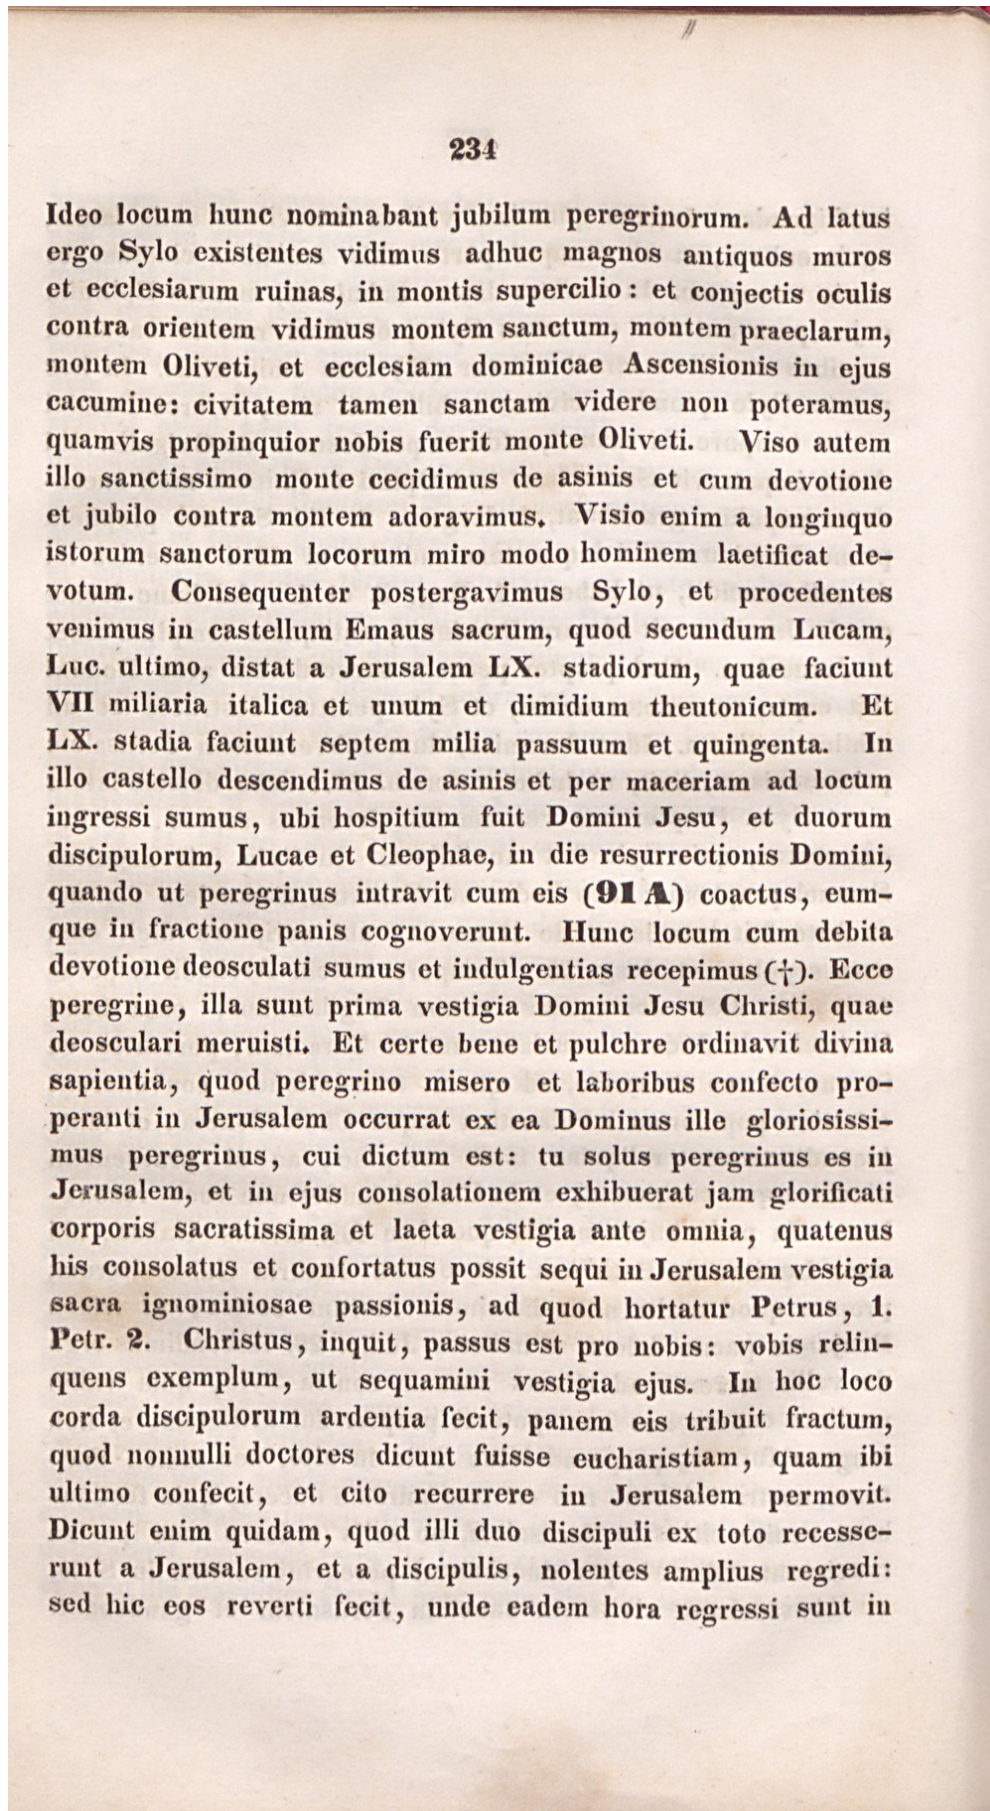 234
Ideo locum hunc nominabant jubilum peregrinorum. Ad latus
ergo Sylo existentes vidimus adhuc magnos antiquos muros
et ecclesiarum ruinas, in montis supercilio : et conjectis oculis
contra orientem vidimus montem sanctum, montem praeclarum,
montem Oliveti, et ecclesiam dominicae Ascensionis in ejus
cacumine: civitatem tamen sanctam videre non poteramus,
quamvis propinquior nobis fuerit monte Oliveti. Viso autem
illo sanctissimo monte cecidimus de asinis et cum devotione
et jubilo contra montem adoravimus. Visio enim a longinquo
istorum sanctorum locorum miro modo hominem laetificat de-
votum. Consequenter postergavimus Sylo, et procedentes
venimus in castellum Emaus sacrum, quod secundum Lucam,
Luc. ultimo, distat a Jerusalem LX. stadiorum, quae faciunt
VII miliaria italica et unum et dimidium theutonicum. Et
LX. stadia faciunt septem milia passuum et quingenta. In
illo castello descendimus de asinis et per maceriam ad locum
ingressi sumus, ubi hospitium fuit Domini Jesu, et duorum
discipulorum, Lucae et Cleophae, in die resurrectionis Domini,
quando ut peregrinus intravit cum eis (91 A) coactus, eum-
que in fractione panis cognoverunt. Hunc locum cum debita
devotione deosculati sumus et indulgentias recepimus (†). Ecce
peregrine, illa sunt prima vestigia Domini Jesu Christi, quae
deosculari meruisti. Et certe bene et pulchre ordinavit divina
sapientia, quod peregrino misero et laboribus confecto pro-
peranti in Jerusalem occurrat ex ea Dominus ille gloriosissi-
mus peregrinus, cui dictum est: tu solus peregrinus es in
Jerusalem, et in ejus consolationem exhibuerat jam glorificati
corporis sacratissima et laeta vestigia ante omnia, quatenus
his consolatus et confortatus possit sequi in Jerusalem vestigia
sacra ignominiosae passionis, ad quod hortatur Petrus, 1.
Petr. 2. Christus, inquit, passus est pro nobis: vobis relin-
quens exemplum, ut sequamini vestigia ejus. In hoc loco
corda discipulorum ardentia fecit, panem eis tribuit fractum,
quod nonnulli doctores dicunt fuisse eucharistiam, quam ibi
ultimo confecit, et cito recurrere in Jerusalem permovit.
Dicunt enim quidam, quod illi duo discipuli ex toto recesse-
runt a Jerusalem, et a discipulis, nolentes amplius regredi:
sed hic eos reverti fecit, unde eadem hora regressi sunt in